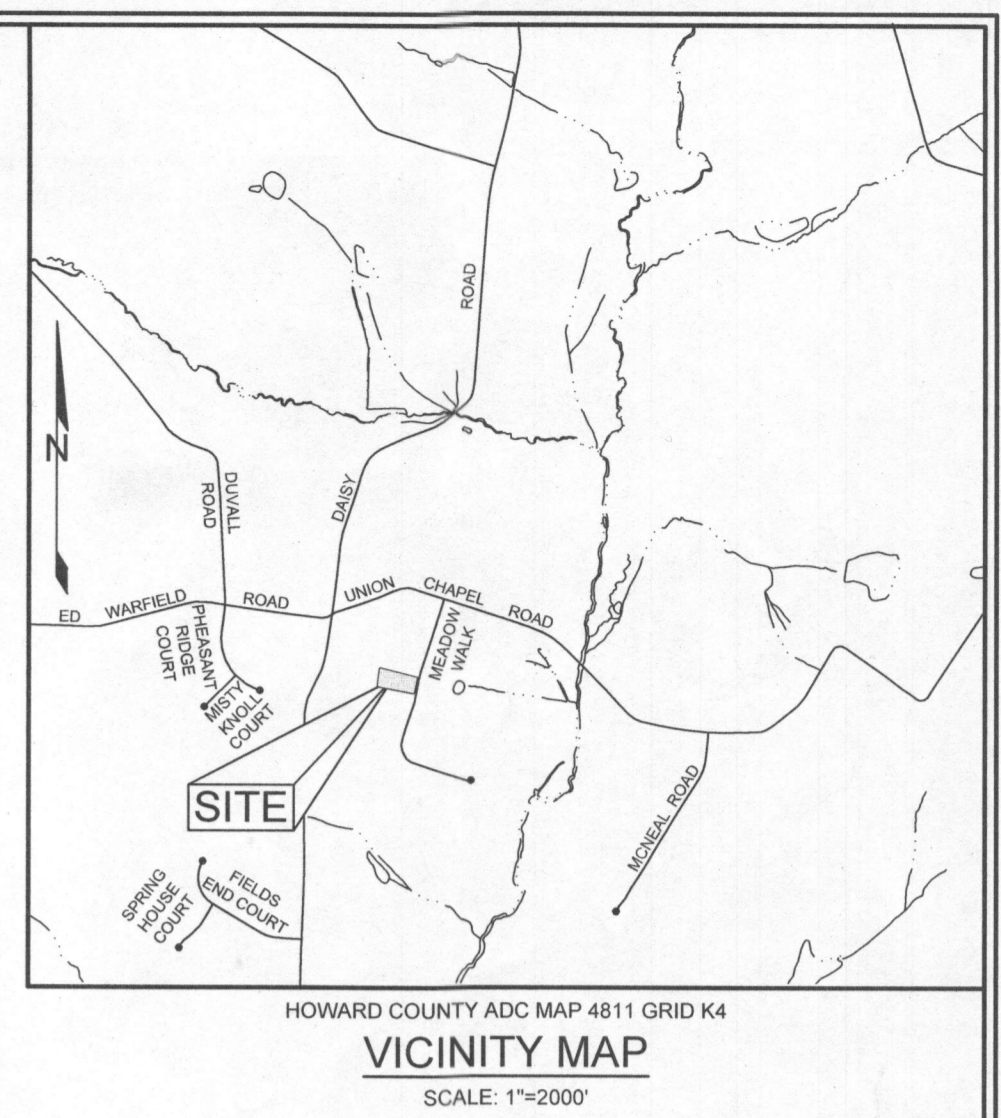 ROAD
N
DUVALL
ROAD
DAISY
ED WARFIELD ROAD
UNION CHAPEL ROAD
PHEASANT
RIDGE
COURT
MEADOW
WALK
MISTY
KNOLL
COURT
SITE
MCNEAL ROAD
SPRING
HOUSE
COURT
FIELDS
END COURT
HOWARD COUNTY ADC MAP 4811 GRID K4
VICINITY MAP
SCALE: 1"=2000'